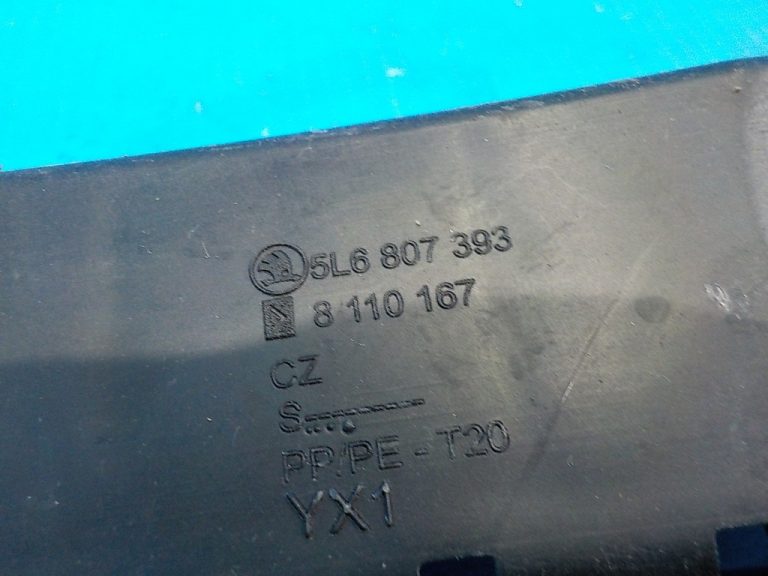 5L6 807 393
8 110 167
CZ
S
PP/PE - T20
YX1